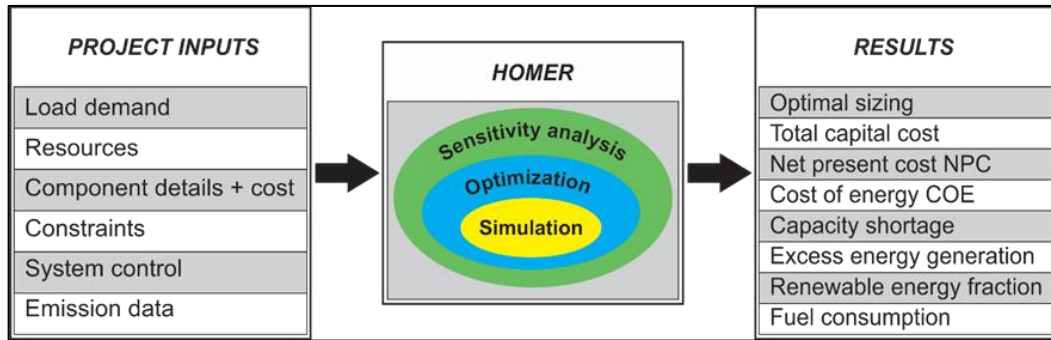 PROJECT INPUTS
Load demand
Resources
Component details + cost
Constraints
System control
Emission data
HOMER
Sensitivity analysis
Optimization
Simulation
RESULTS
Optimal sizing
Total capital cost
Net present cost NPC
Cost of energy COE
Capacity shortage
Excess energy generation
Renewable energy fraction
Fuel consumption